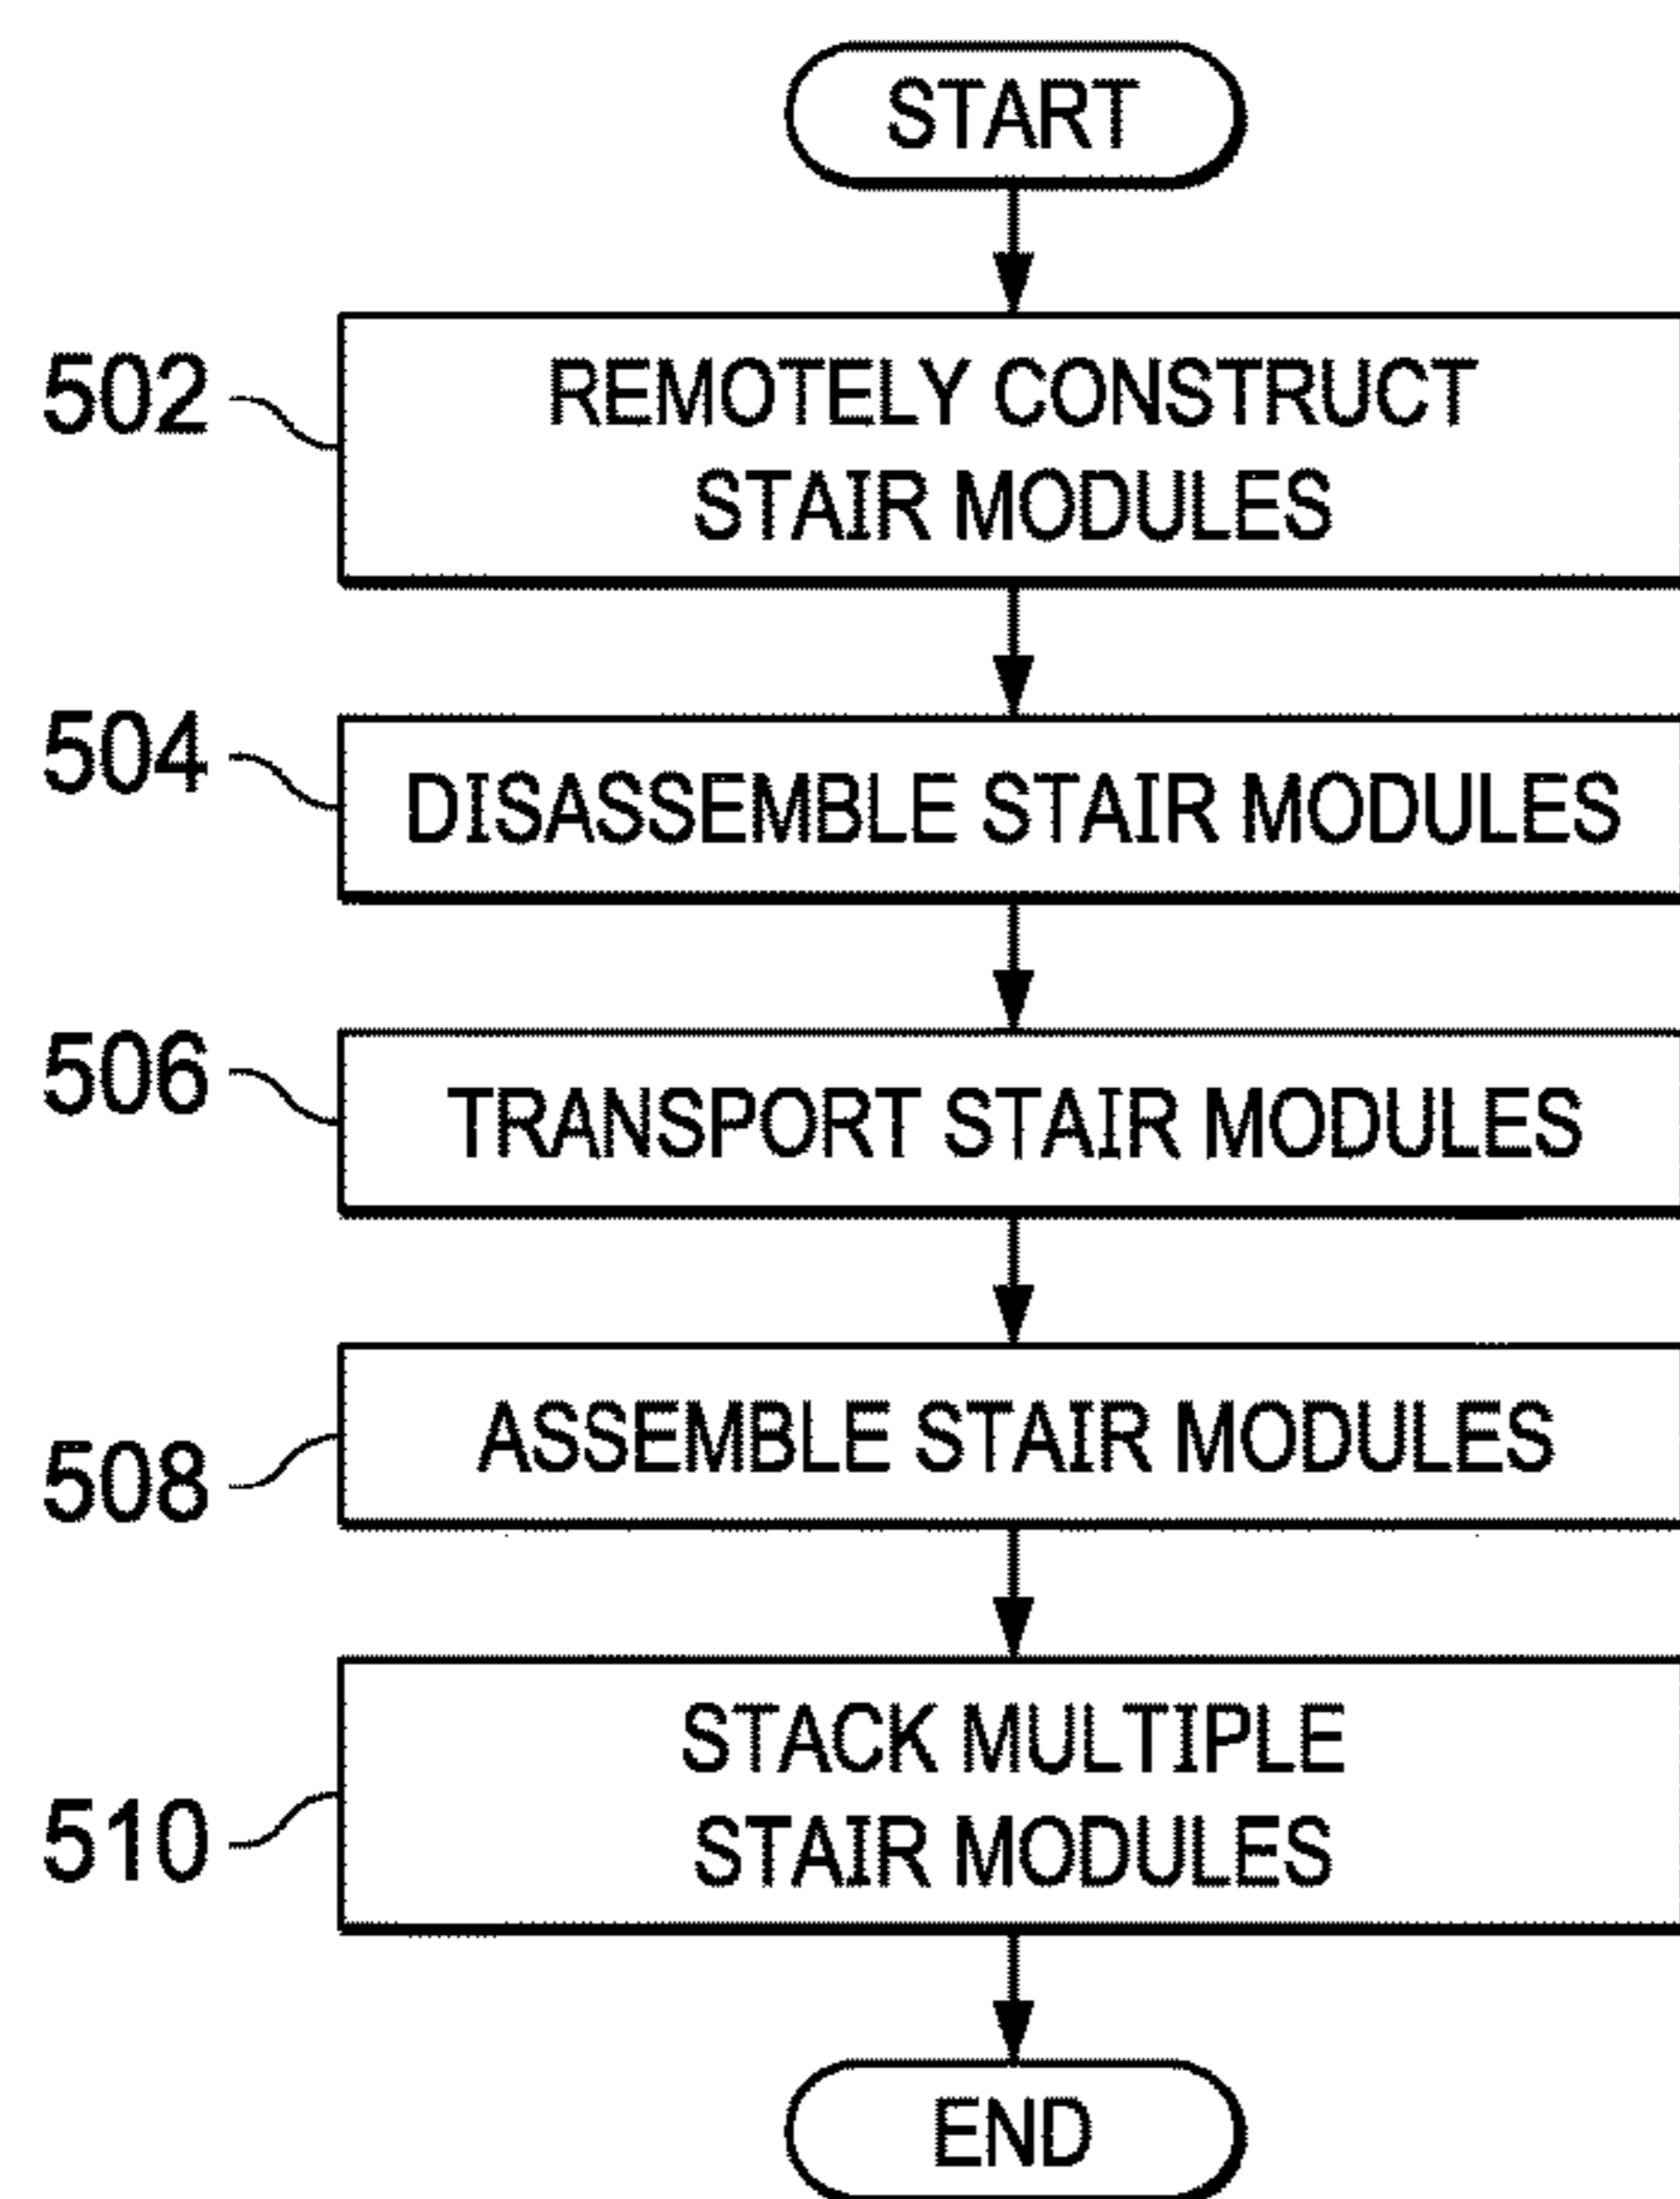 START
502
REMOTELY CONSTRUCT
STAIR MODULES
504
DISASSEMBLE STAIR MODULES
506
TRANSPORT STAIR MODULES
508
ASSEMBLE STAIR MODULES
510
STACK MULTIPLE
STAIR MODULES
END